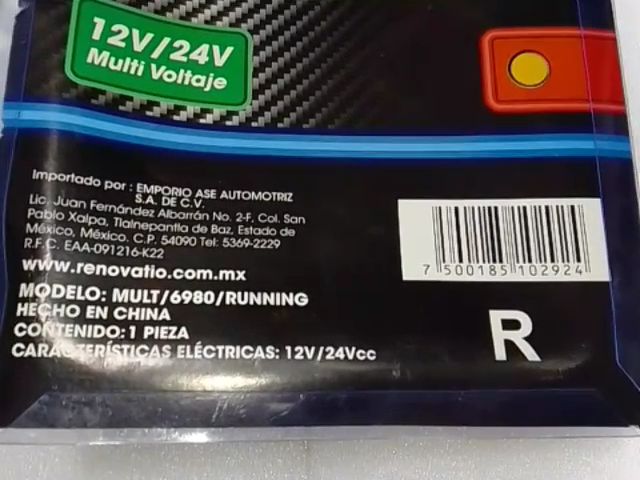 12V/24V
Multi Voltaje
Importado por : EMPORIO ASE AUTOMOTRIZ
S.A. DE C.V.
Lic. Juan Fernández Albarrán No. 2-F, Col. San
Pablo Xalpa, Tlalnepantla de Baz, Estado de
México, México. C.P. 54090 Tel: 5369-2229
R.F.C. EAA-091216-K22
www.renovatio.com.mx
MODELO: MULT/6980/RUNNING
HECHO EN CHINA
CONTENIDO: 1 PIEZA
CARACTERÍSTICAS ELÉCTRICAS: 12V/24Vcc
7 500185 102924
R